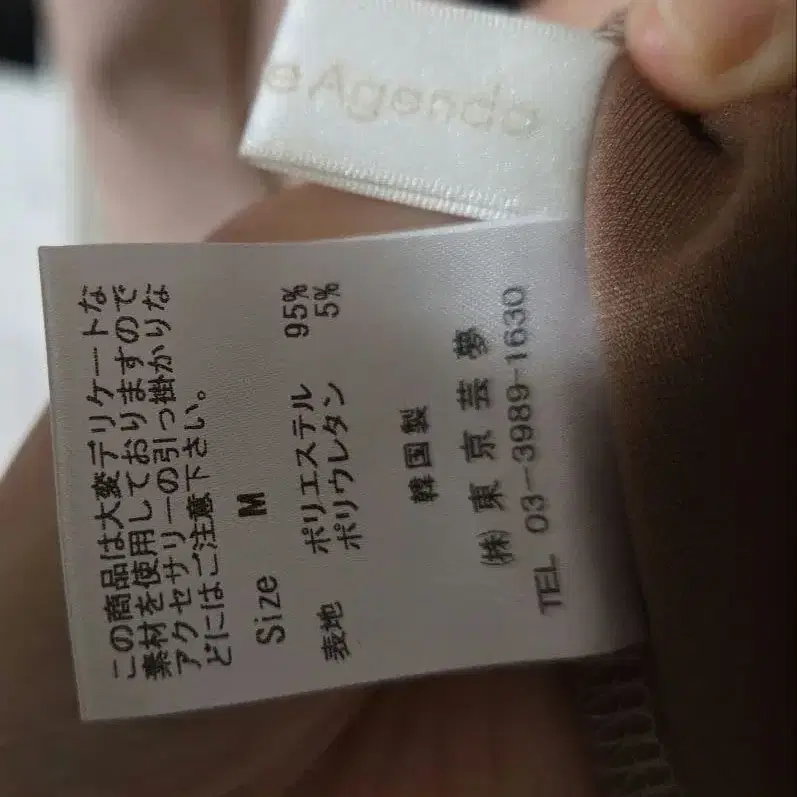 e Agenda
この商品は大変デリケートな
素材を使用しておりますので
アクセサリーの引っ掛かりな
どにはご注意下さい。
Size M
表地 ポリエステル 95%
ポリウレタン 5%
韓国製
㈱東京芸夢
TEL 03-3989-1630